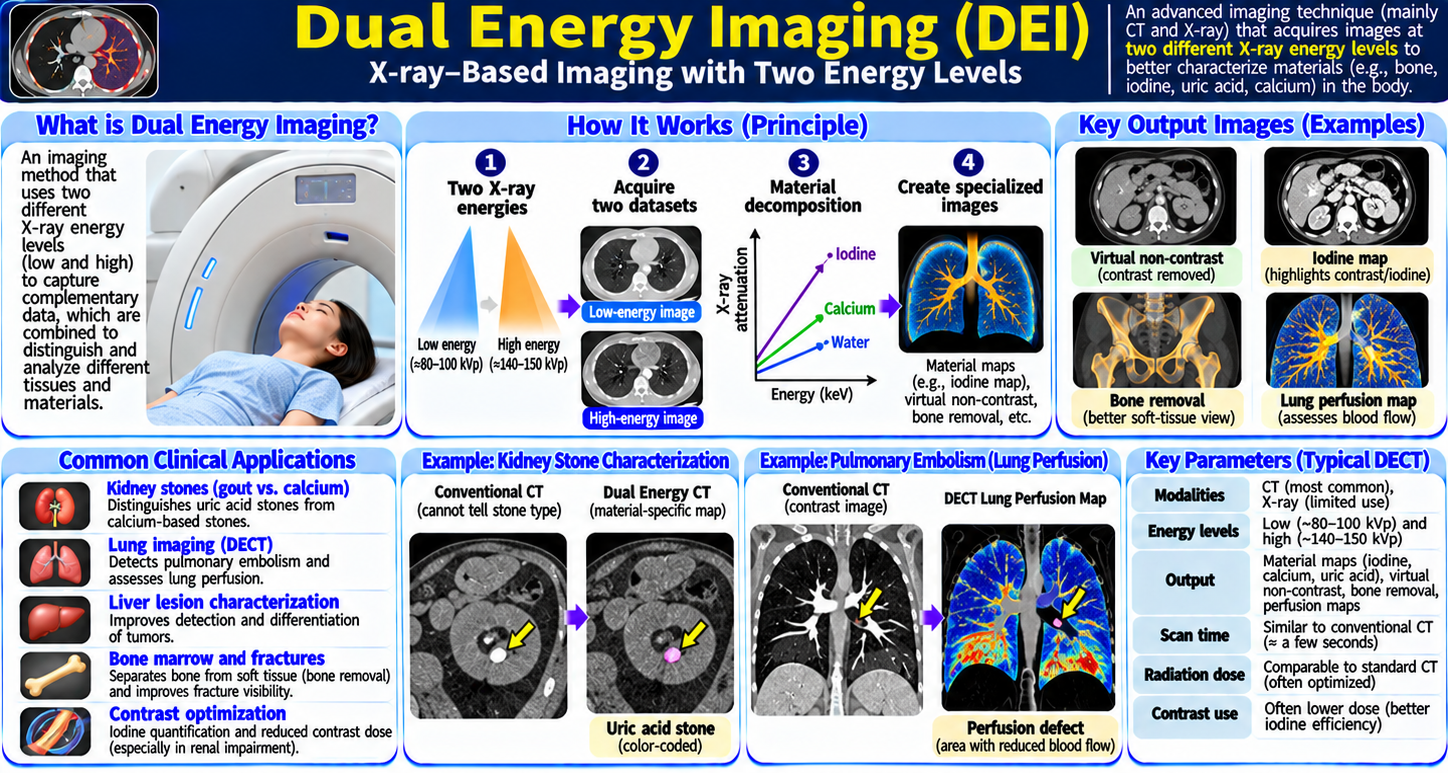 Dual Energy Imaging (DEI)
X-ray–Based Imaging with Two Energy Levels
An advanced imaging technique (mainly
CT and X-ray) that acquires images at
two different X-ray energy levels to
better characterize materials (e.g., bone,
iodine, uric acid, calcium) in the body.
What is Dual Energy Imaging?
An imaging
method that
uses two
different
X-ray energy
levels
(low and high)
to capture
complementary
data, which are
combined to
distinguish and
analyze different
tissues and
materials.
How It Works (Principle)
1
Two X-ray
energies
Low energy
(≈80–100 kVp)
High energy
(≈140–150 kVp)
2
Acquire
two datasets
Low-energy image
High-energy image
3
Material
decomposition
X-ray
attenuation
Iodine
Calcium
Water
Energy (keV)
4
Create specialized
images
Material maps
(e.g., iodine map),
virtual non-contrast,
bone removal, etc.
Key Output Images (Examples)
Virtual non-contrast
(contrast removed)
Iodine map
(highlights contrast/iodine)
Bone removal
(better soft-tissue view)
Lung perfusion map
(assesses blood flow)
Common Clinical Applications
Kidney stones (gout vs. calcium)
Distinguishes uric acid stones from
calcium-based stones.
Lung imaging (DECT)
Detects pulmonary embolism and
assesses lung perfusion.
Liver lesion characterization
Improves detection and differentiation
of tumors.
Bone marrow and fractures
Separates bone from soft tissue (bone removal)
and improves fracture visibility.
Contrast optimization
Iodine quantification and reduced contrast dose
(especially in renal impairment).
Example: Kidney Stone Characterization
Conventional CT
(cannot tell stone type)
Dual Energy CT
(material-specific map)
Uric acid stone
(color-coded)
Example: Pulmonary Embolism (Lung Perfusion)
Conventional CT
(contrast image)
DECT Lung Perfusion Map
Perfusion defect
(area with reduced blood flow)
Key Parameters (Typical DECT)
Modalities
CT (most common),
X-ray (limited use)
Energy levels
Low (~80–100 kVp) and
high (~140–150 kVp)
Output
Material maps (iodine,
calcium, uric acid), virtual
non-contrast, bone removal,
perfusion maps
Scan time
Similar to conventional CT
(≈ a few seconds)
Radiation dose
Comparable to standard CT
(often optimized)
Contrast use
Often lower dose (better
iodine efficiency)